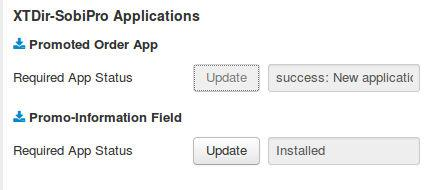 XTDir-SobiPro Applications
Promoted Order App
Required App Status Update success: New applicatic
Promo-Information Field
Required App Status Update Installed